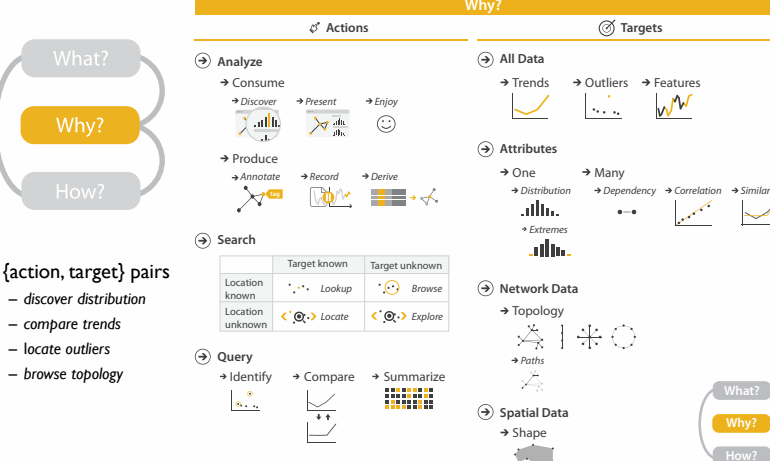 What?
Why?
How?
{action, target} pairs
– discover distribution
– compare trends
– locate outliers
– browse topology
Why?
Actions
Analyze
→ Consume
→ Discover → Present → Enjoy
→ Produce
→ Annotate → Record → Derive
tag
Search
Target known Target unknown
Location known Lookup Browse
Location unknown Locate Explore
Query
→ Identify → Compare → Summarize
Targets
All Data
→ Trends → Outliers → Features
Attributes
→ One → Many
→ Distribution → Dependency → Correlation → Similar
→ Extremes
Network Data
→ Topology
→ Paths
Spatial Data
→ Shape
What?
Why?
How?